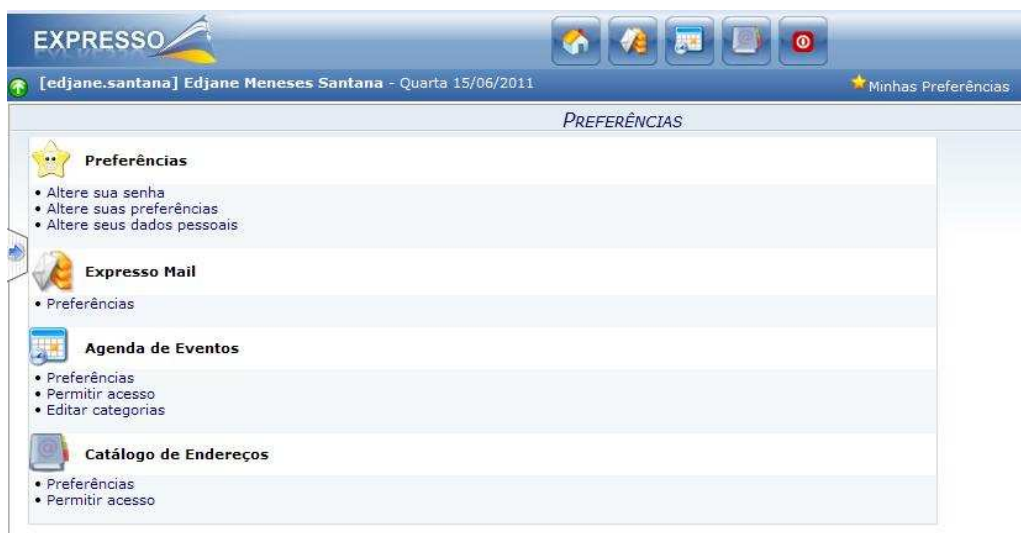 EXPRESSO
[edjane.santana] Edjane Meneses Santana - Quarta 15/06/2011
Minhas Preferências
PREFERÊNCIAS
Preferências
• Altere sua senha
• Altere suas preferências
• Altere seus dados pessoais
Expresso Mail
• Preferências
Agenda de Eventos
• Preferências
• Permitir acesso
• Editar categorias
Catálogo de Endereços
• Preferências
• Permitir acesso